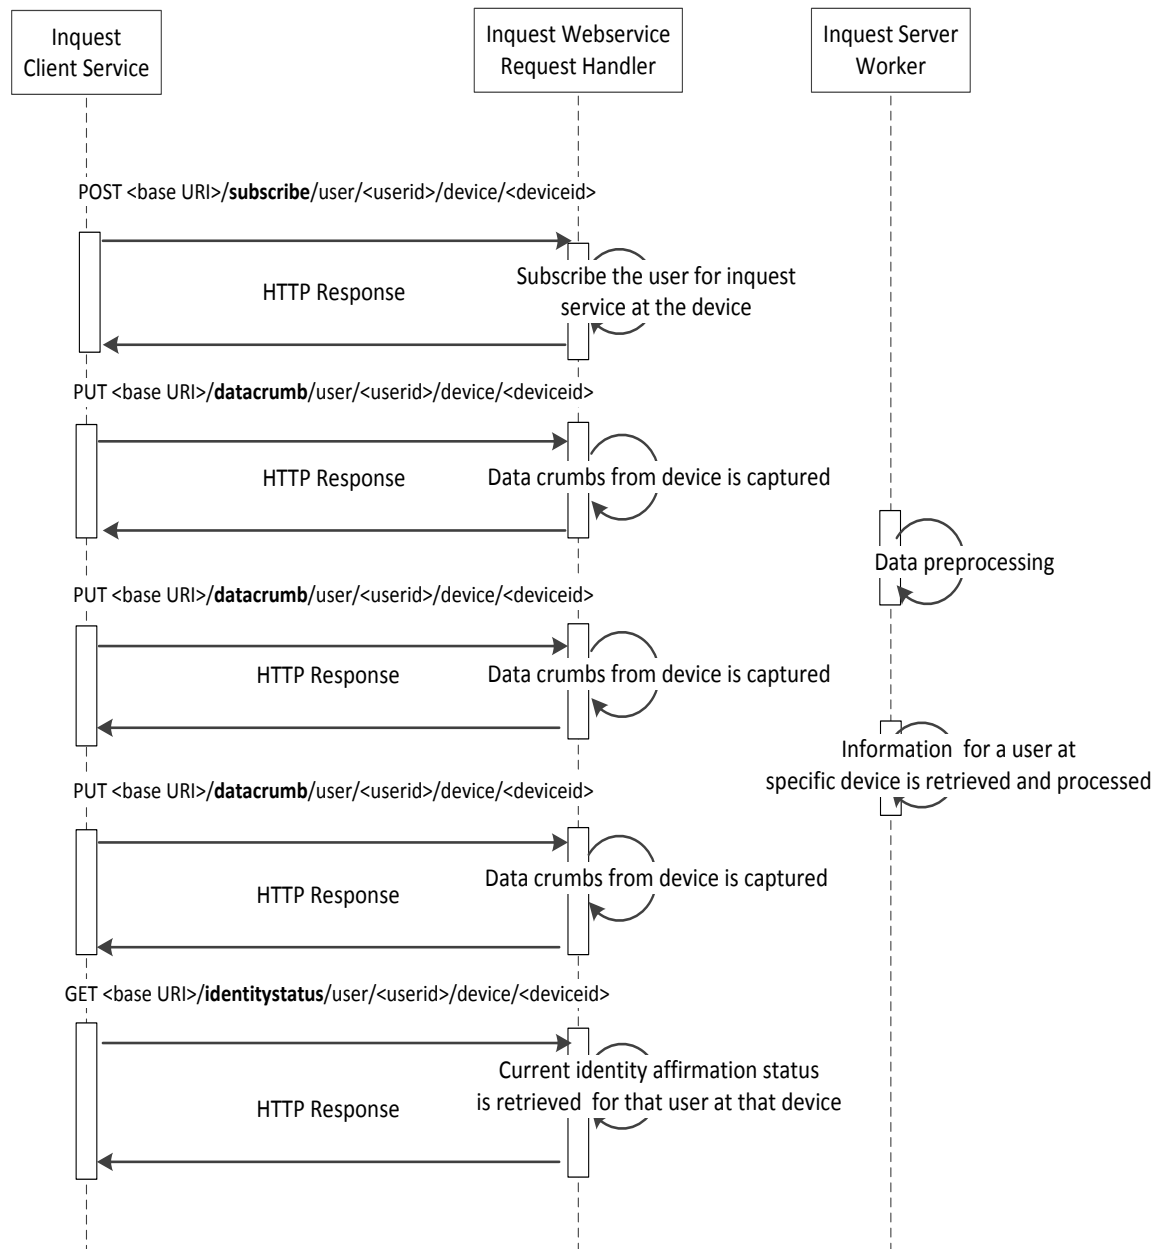 Inquest
Client Service
Inquest Webservice
Request Handler
Inquest Server
Worker
POST <base URI>/subscribe/user/<userid>/device/<deviceid>
HTTP Response
Subscribe the user for inquest
service at the device
PUT <base URI>/datacrumb/user/<userid>/device/<deviceid>
HTTP Response
Data crumbs from device is captured
Data preprocessing
PUT <base URI>/datacrumb/user/<userid>/device/<deviceid>
HTTP Response
Data crumbs from device is captured
Information for a user at
specific device is retrieved and processed
PUT <base URI>/datacrumb/user/<userid>/device/<deviceid>
HTTP Response
Data crumbs from device is captured
GET <base URI>/identitystatus/user/<userid>/device/<deviceid>
HTTP Response
Current identity affirmation status
is retrieved for that user at that device